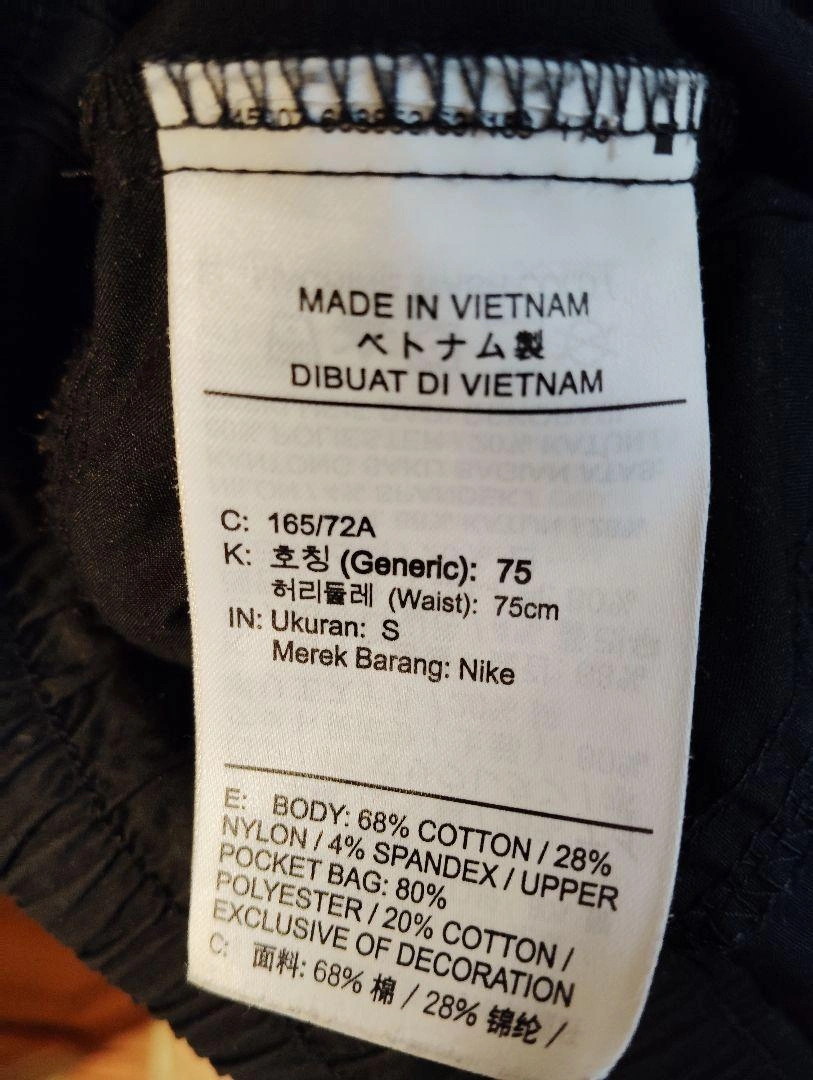 MADE IN VIETNAM
ベトナム製
DIBUAT DI VIETNAM
C: 165/72A
K: 호칭 (Generic): 75
허리둘레 (Waist): 75cm
IN: Ukuran: S
Merek Barang: Nike
E: BODY: 68% COTTON / 28%
NYLON / 4% SPANDEX / UPPER
POCKET BAG: 80%
POLYESTER / 20% COTTON /
EXCLUSIVE OF DECORATION
C: 面料: 68% 棉 / 28% 锦纶 /